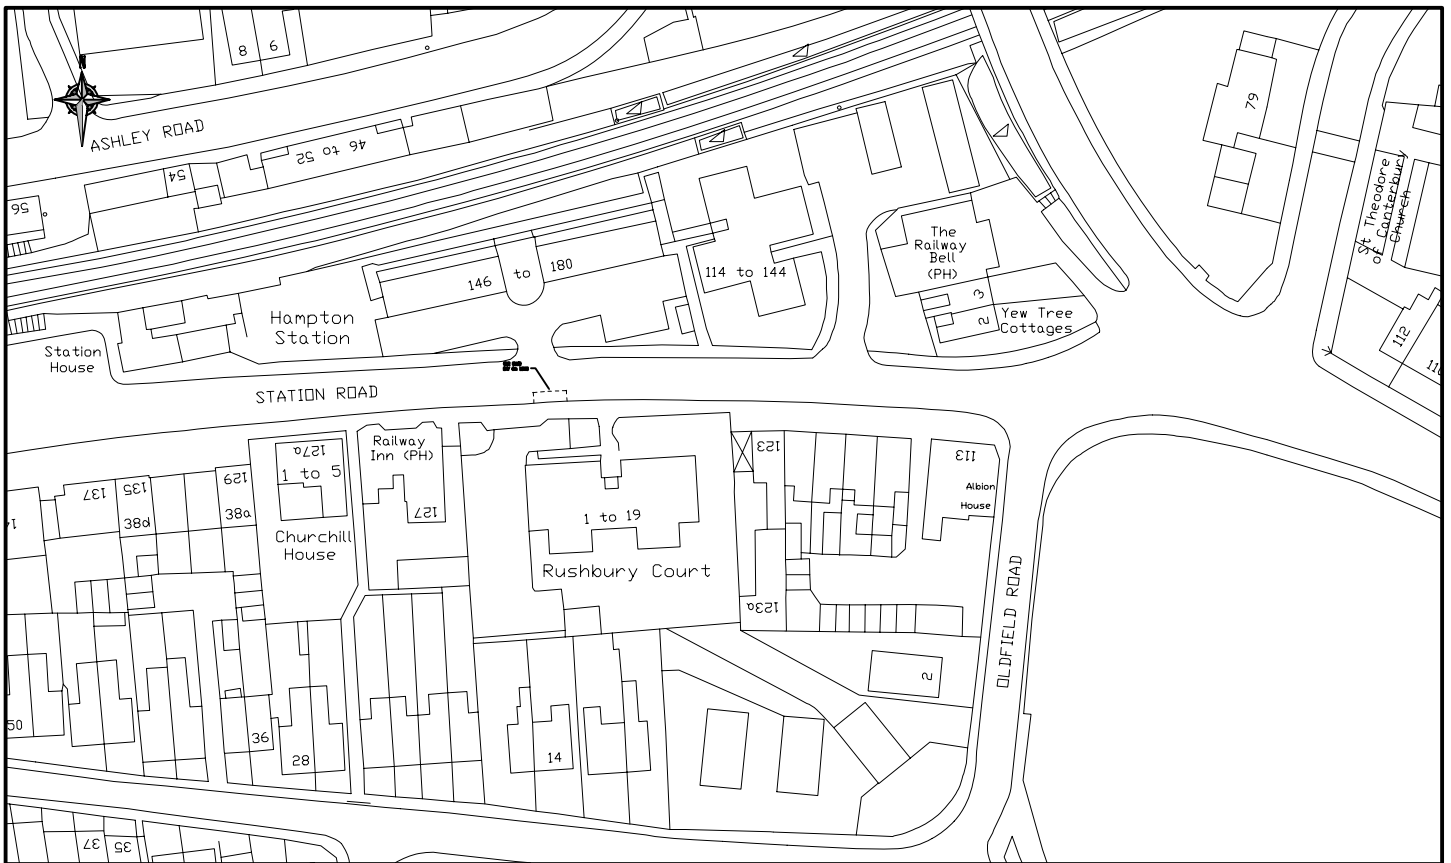 8
6
ASHLEY ROAD
46 to 52
54
56
79
St Theodore
of Canterbury
Church
The
Railway
Bell
(PH)
114 to 144
146 to 180
3
2
Yew Tree
Cottages
Hampton
Station
Station
House
STATION ROAD
112
110
127a
1 to 5
Churchill
House
Railway
Inn (PH)
127
1 to 19
Rushbury Court
123
123a
113
Albion
House
137
135
38d
129
38a
OLDFIELD ROAD
2
50
36
28
14
37
35